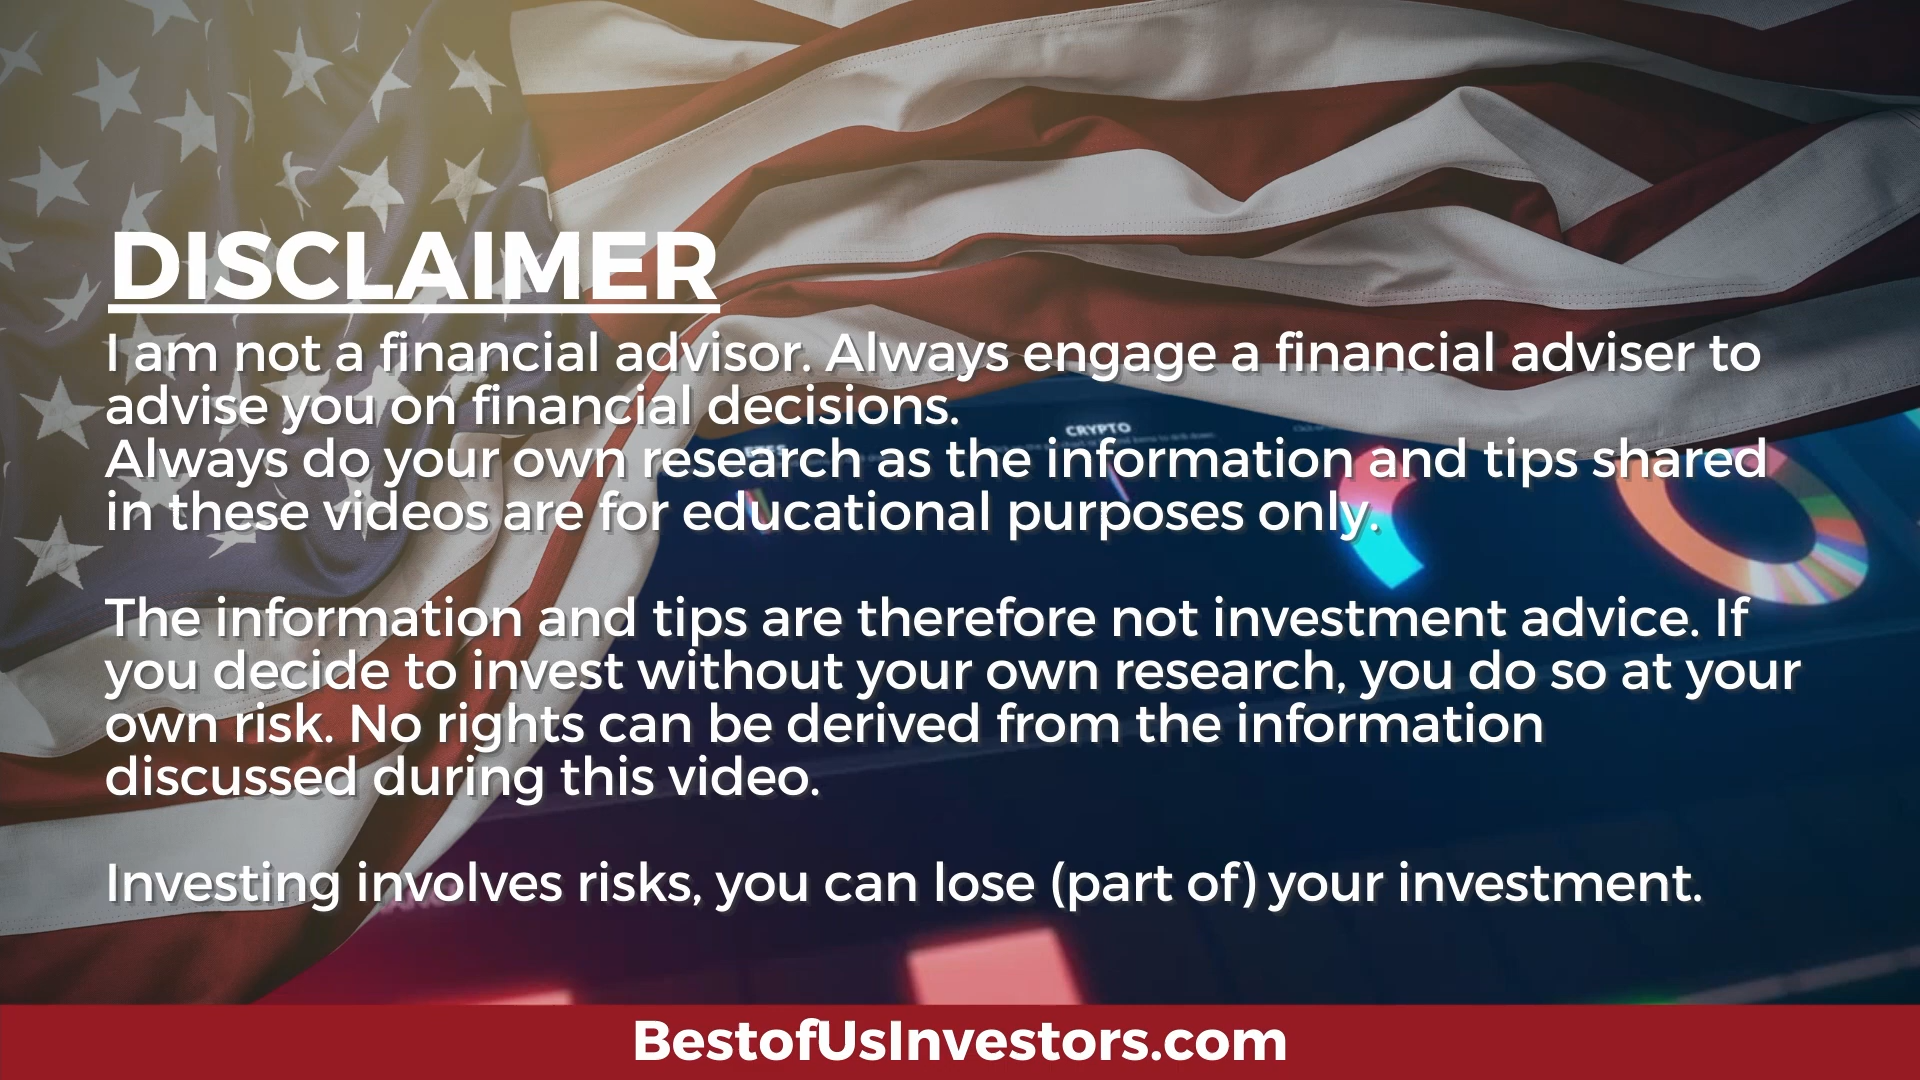 DISCLAIMER
I am not a financial advisor. Always engage a financial adviser to
advise you on financial decisions.
CRYPTO
Always do your own research as the information and tips shared
in these videos are for educational purposes only.
The information and tips are therefore not investment advice. If
you decide to invest without your own research, you do so at your
own risk. No rights can be derived from the information
discussed during this video.
Investing involves risks, you can lose (part of) your investment.
BestofUsInvestors.com